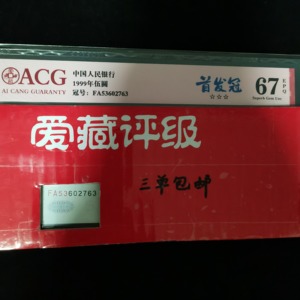 ACG
AI CANG GUARANTY
中国人民银行
1999年伍圆
冠号：FA53602763
首发冠
☆☆☆
67 EPQ
Superb Gem Unc
爱藏评级
FA53602763
三单包邮